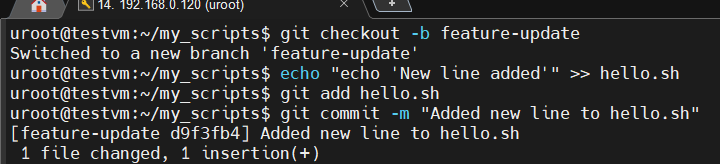 14. 192.168.0.120 (uroot)
uroot@testvm:~/my_scripts$ git checkout -b feature-update
Switched to a new branch 'feature-update'
uroot@testvm:~/my_scripts$ echo "echo 'New line added'" >> hello.sh
uroot@testvm:~/my_scripts$ git add hello.sh
uroot@testvm:~/my_scripts$ git commit -m "Added new line to hello.sh"
[feature-update d9f3fb4] Added new line to hello.sh
 1 file changed, 1 insertion(+)